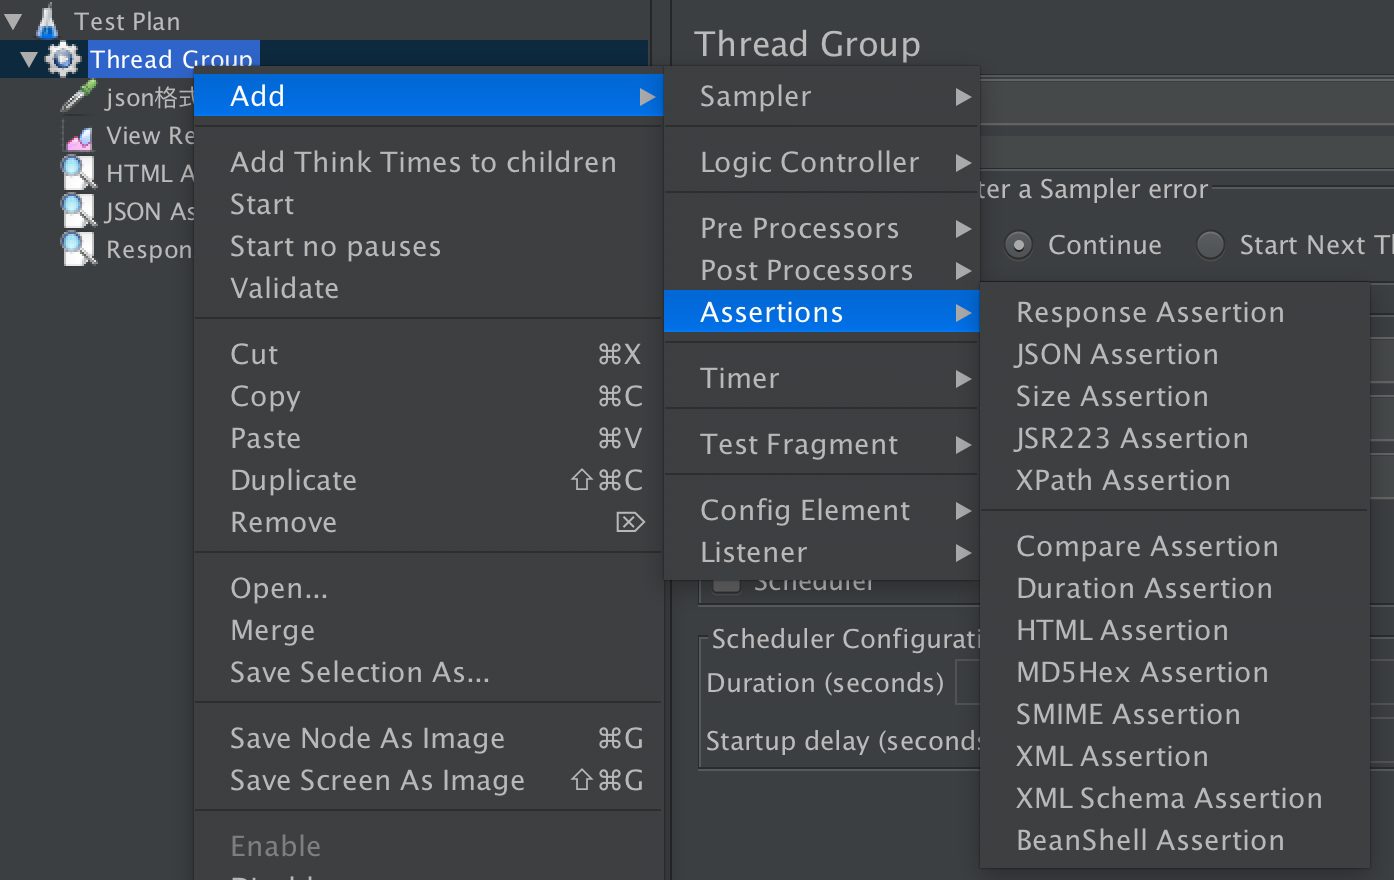 Test Plan
Thread Group
json格式
View Re
HTML A
JSON As
Respon
Add
Add Think Times to children
Start
Start no pauses
Validate
Cut ⌘X
Copy ⌘C
Paste ⌘V
Duplicate ⇧⌘C
Remove ⌦
Open...
Merge
Save Selection As...
Save Node As Image ⌘G
Save Screen As Image ⇧⌘G
Enable
Thread Group
Sampler
Logic Controller
Pre Processors
Post Processors
Assertions
Timer
Test Fragment
Config Element
Listener
ter a Sampler error
Continue Start Next Th
Response Assertion
JSON Assertion
Size Assertion
JSR223 Assertion
XPath Assertion
Compare Assertion
Duration Assertion
HTML Assertion
MD5Hex Assertion
SMIME Assertion
XML Assertion
XML Schema Assertion
BeanShell Assertion
Scheduler
Scheduler Configurati
Duration (seconds)
Startup delay (seconds